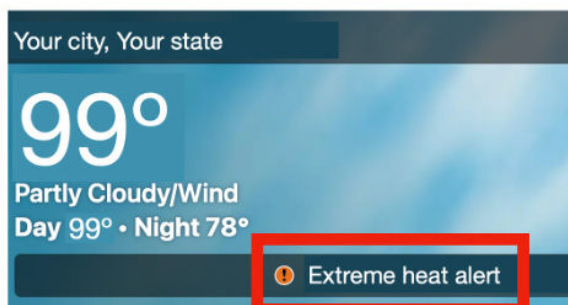 Your city, Your state
99°
Partly Cloudy/Wind
Day 99° • Night 78°
Extreme heat alert